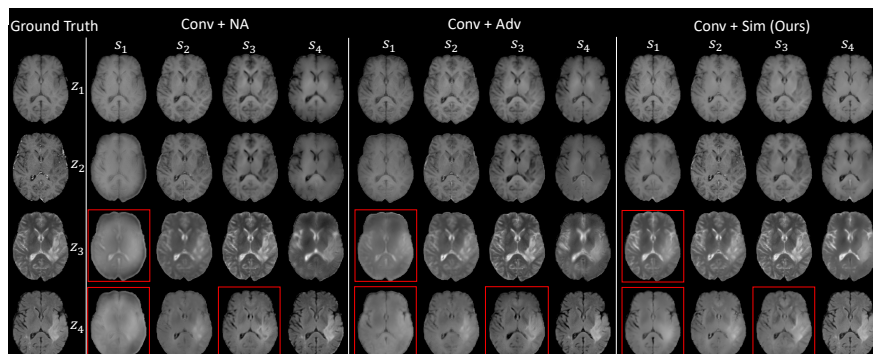 Ground Truth Conv + NA Conv + Adv Conv + Sim (Ours)
s₁ s₂ s₃ s₄ s₁ s₂ s₃ s₄ s₁ s₂ s₃ s₄
z₁
z₂
z₃
z₄